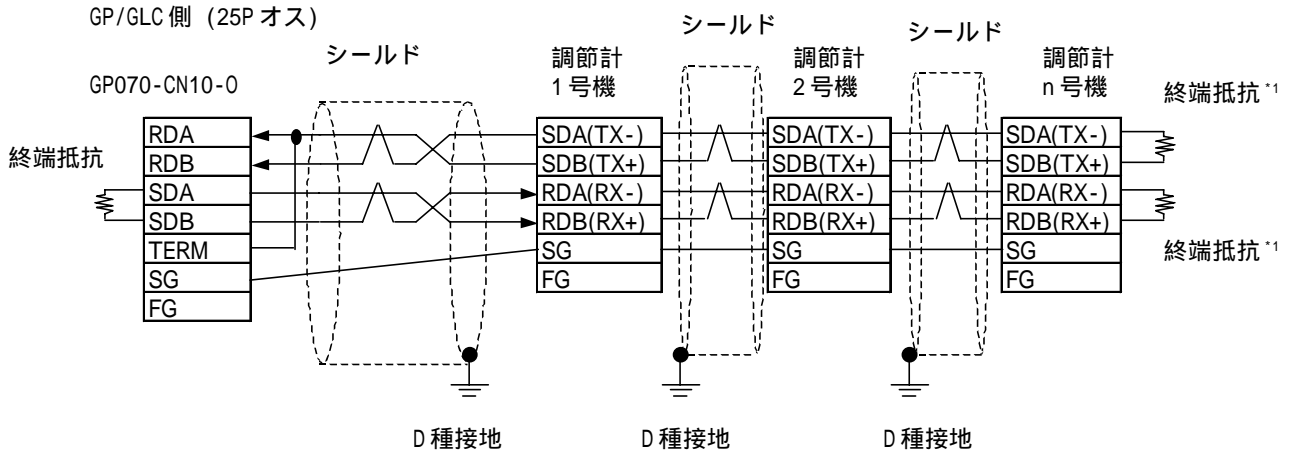 GP/GLC側 (25Pオス)
シールド
シールド
シールド
GP070-CN10-O
調節計
1号機
調節計
2号機
調節計
n号機
終端抵抗*1
終端抵抗
RDA
RDB
SDA
SDB
TERM
SG
FG
SDA(TX-)
SDB(TX+)
RDA(RX-)
RDB(RX+)
SG
FG
SDA(TX-)
SDB(TX+)
RDA(RX-)
RDB(RX+)
SG
FG
SDA(TX-)
SDB(TX+)
RDA(RX-)
RDB(RX+)
SG
FG
終端抵抗*1
D種接地
D種接地
D種接地